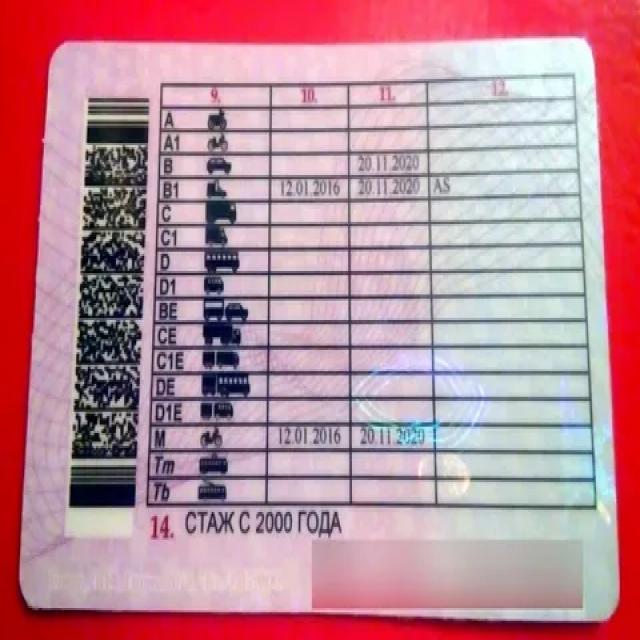 9. 10. 11. 12.
A
A1
B 20.11.2020
B1 12.01.2016 20.11.2020 AS
C
C1
D
D1
BE
CE
C1E
DE
D1E
M 12.01.2016 20.11.2020
Tm
Tb
14. СТАЖ С 2000 ГОДА